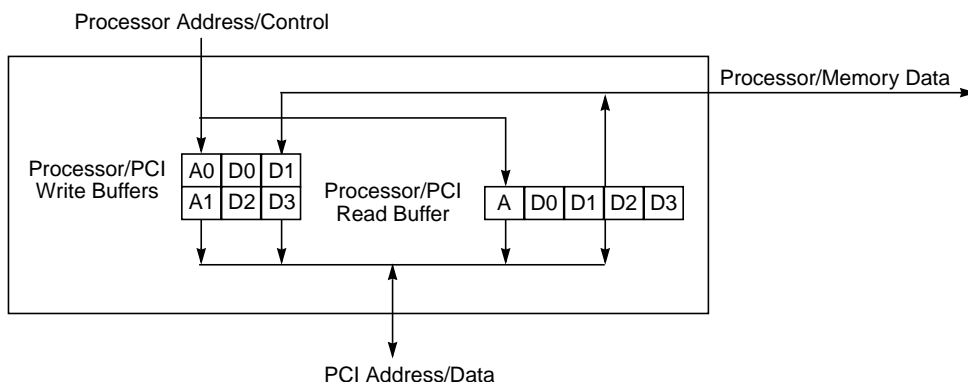 Processor Address/Control
Processor/Memory Data
Processor/PCI
Write Buffers
A0 D0 D1
A1 D2 D3
Processor/PCI
Read Buffer
A D0 D1 D2 D3
PCI Address/Data